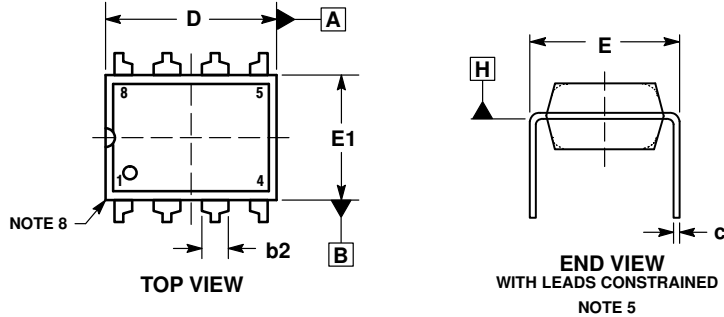 D
A
8
5
E1
1
4
NOTE 8
b2
B
TOP VIEW
E
H
c
END VIEW
WITH LEADS CONSTRAINED
NOTE 5